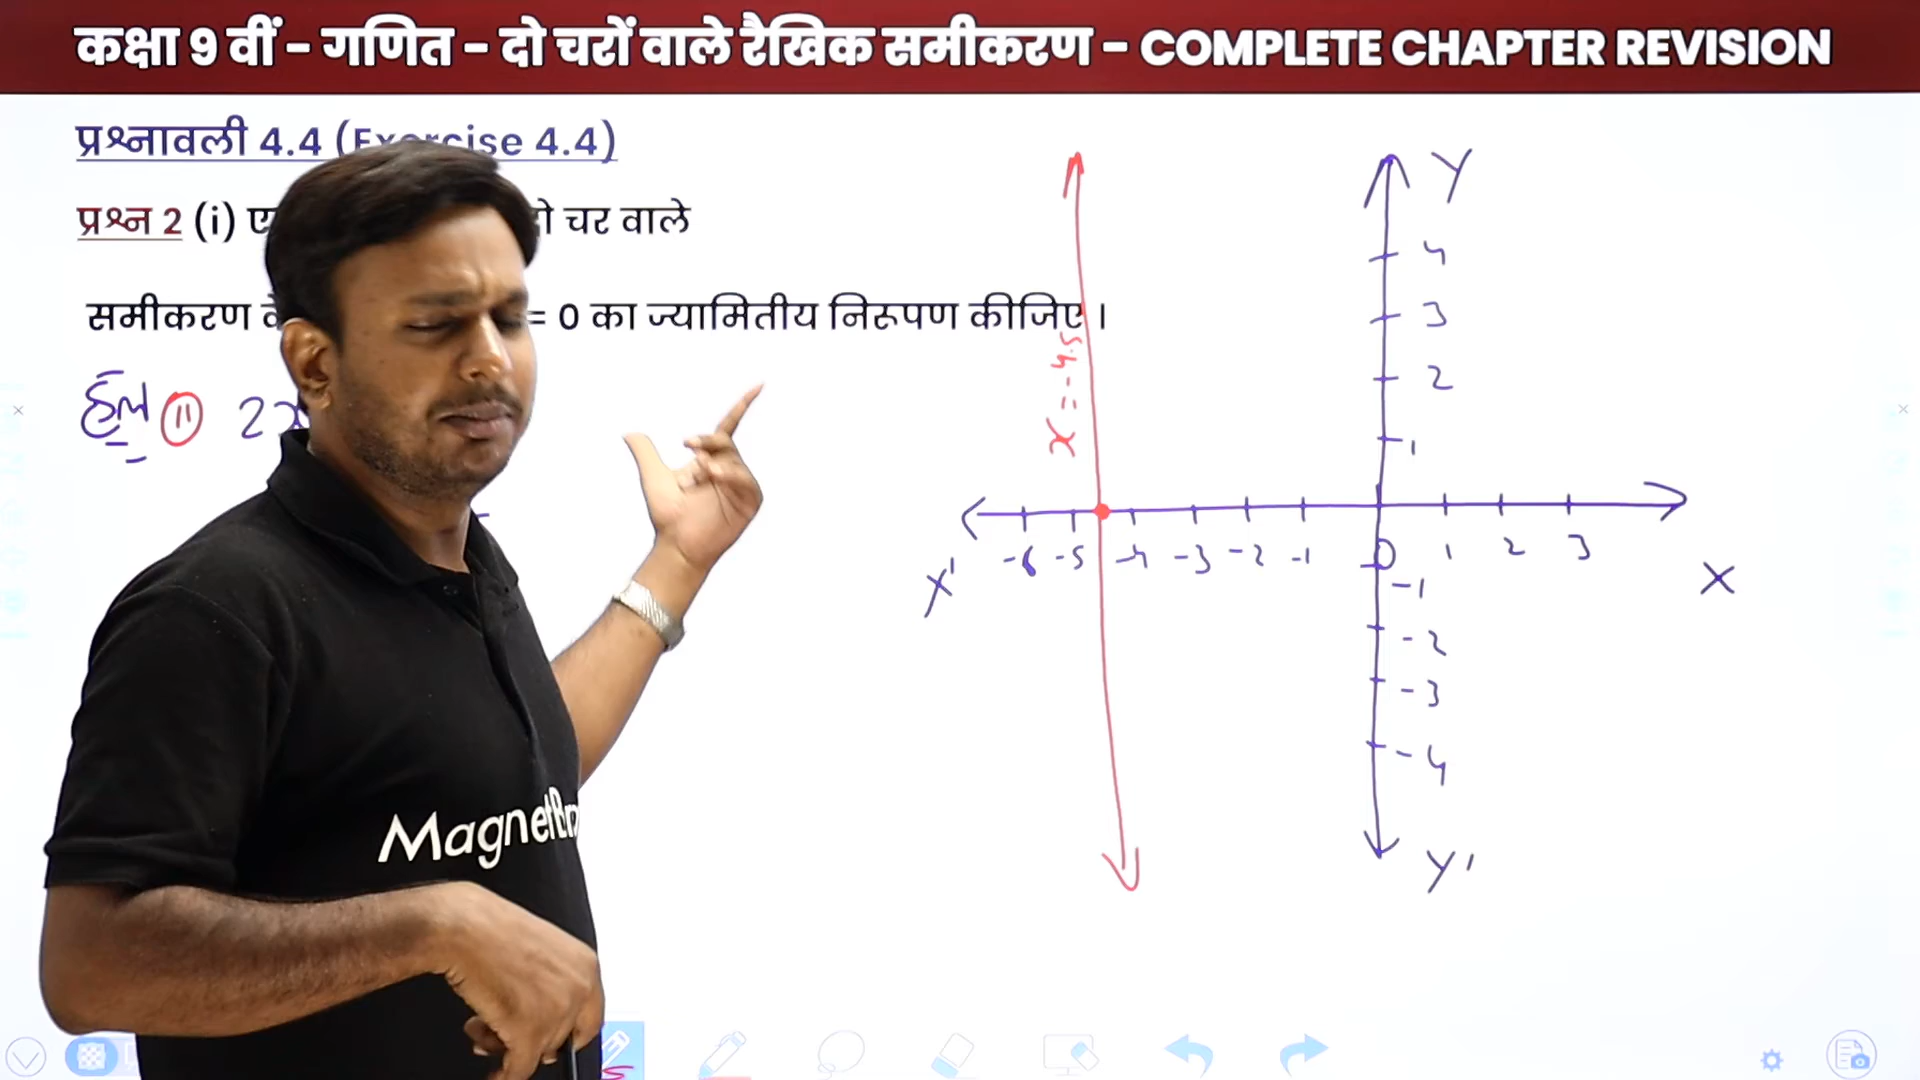 कक्षा 9 वीं – गणित – दो चरों वाले रैखिक समीकरण – COMPLETE CHAPTER REVISION
प्रश्नावली 4.4 (Exercise 4.4)
प्रश्न 2 (i) दो चर वाले
समीकरण = 0 का ज्यामितीय निरूपण कीजिए ।
हल (ii) 2x
x = -4.5
Y
4
3
2
1
-6 -5 -4 -3 -2 -1 0 1 2 3
X' X
-1
-2
-3
-4
Y'
Magnet